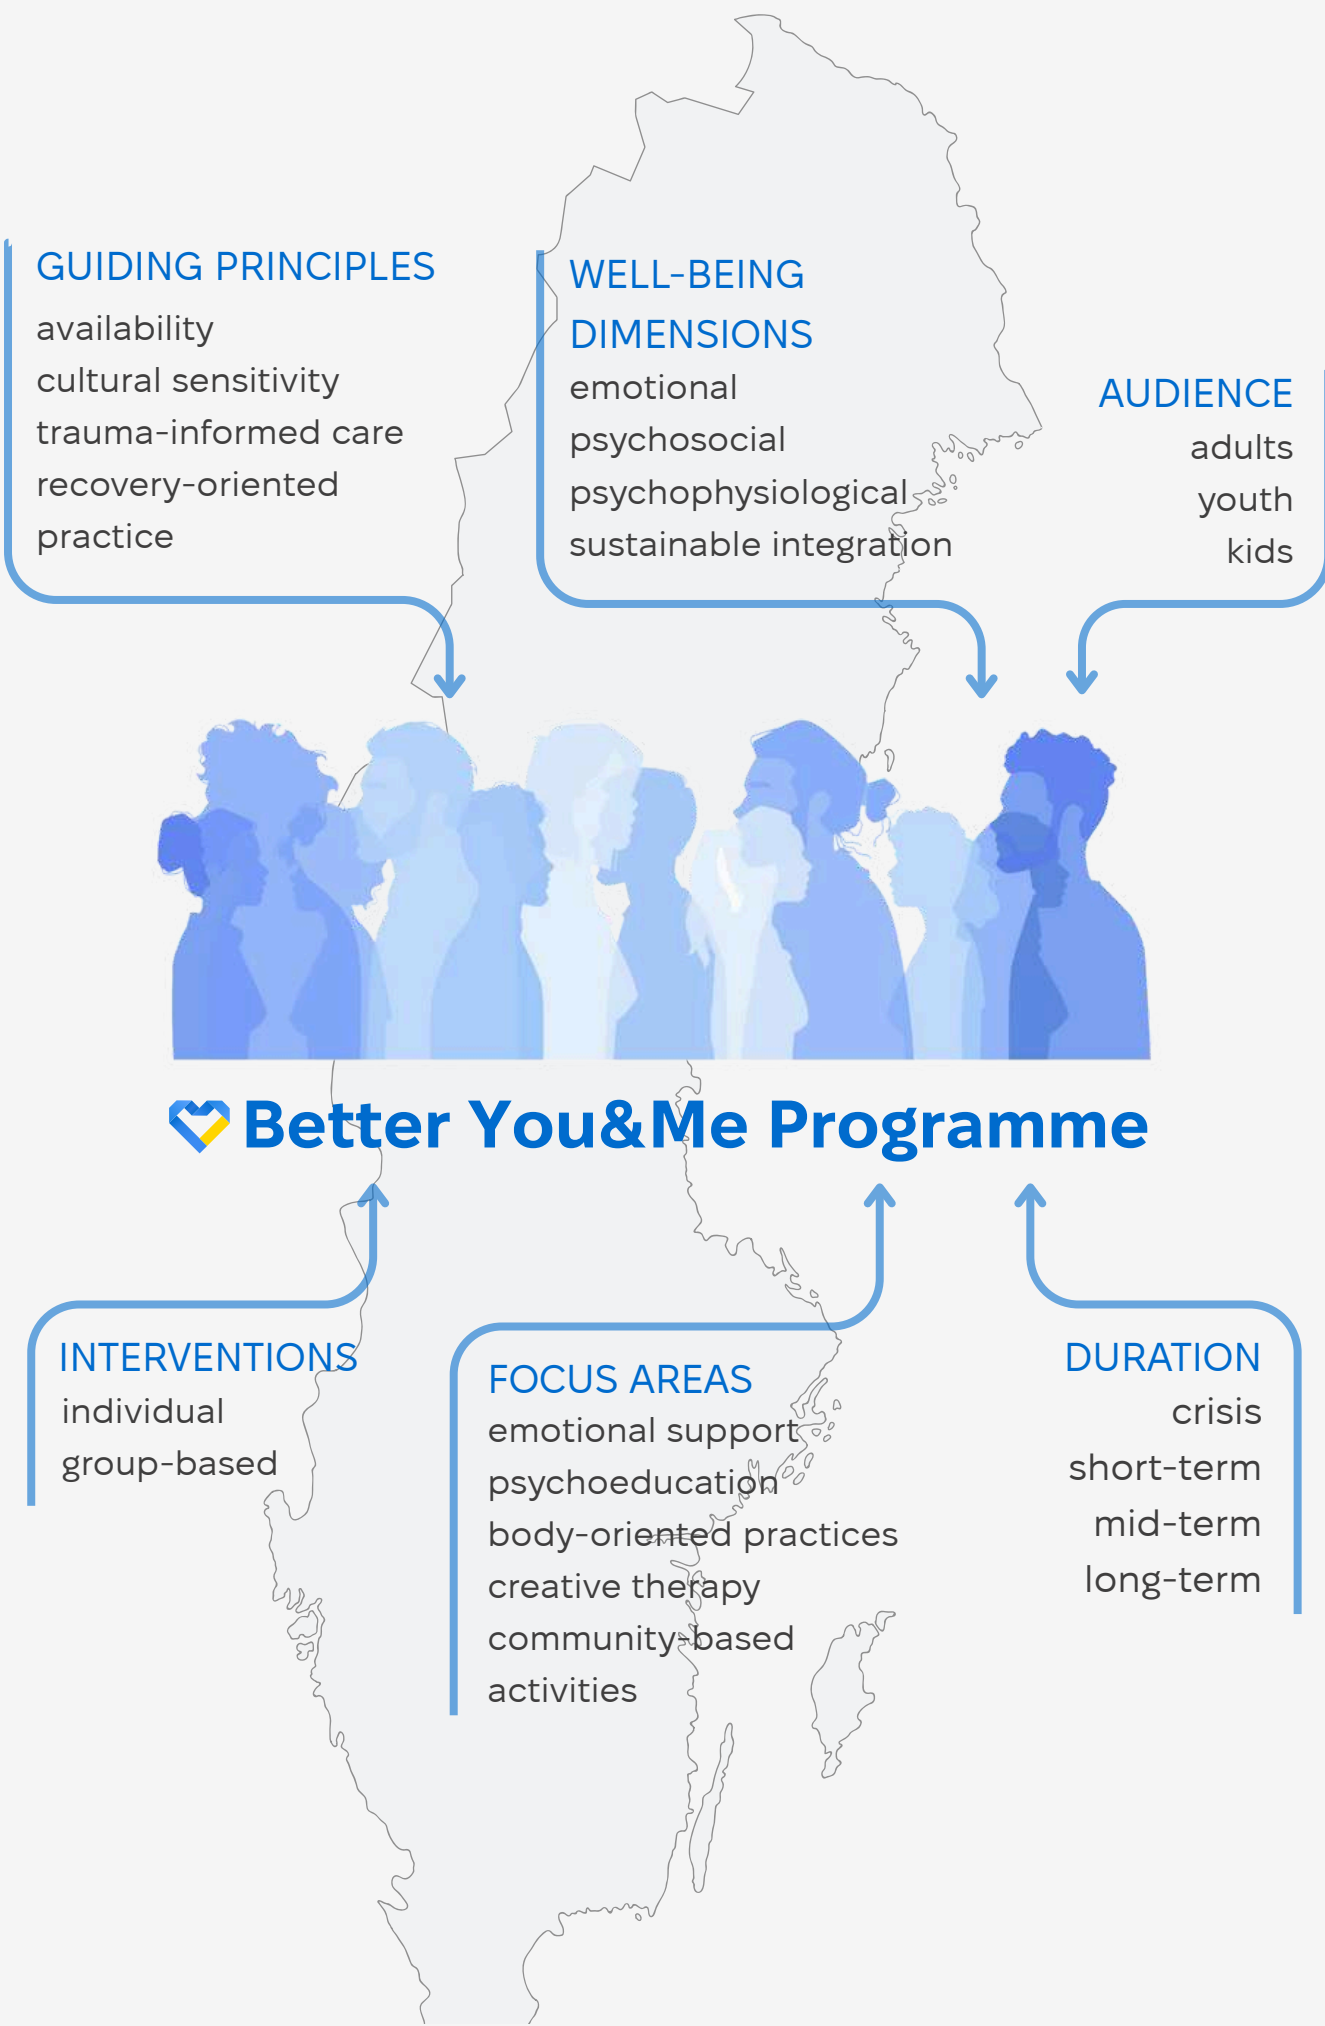 GUIDING PRINCIPLES
availability
cultural sensitivity
trauma-informed care
recovery-oriented
practice
WELL-BEING
DIMENSIONS
emotional
psychosocial
psychophysiological
sustainable integration
AUDIENCE
adults
youth
kids
Better You&Me Programme
INTERVENTIONS
individual
group-based
FOCUS AREAS
emotional support
psychoeducation
body-oriented practices
creative therapy
community-based
activities
DURATION
crisis
short-term
mid-term
long-term